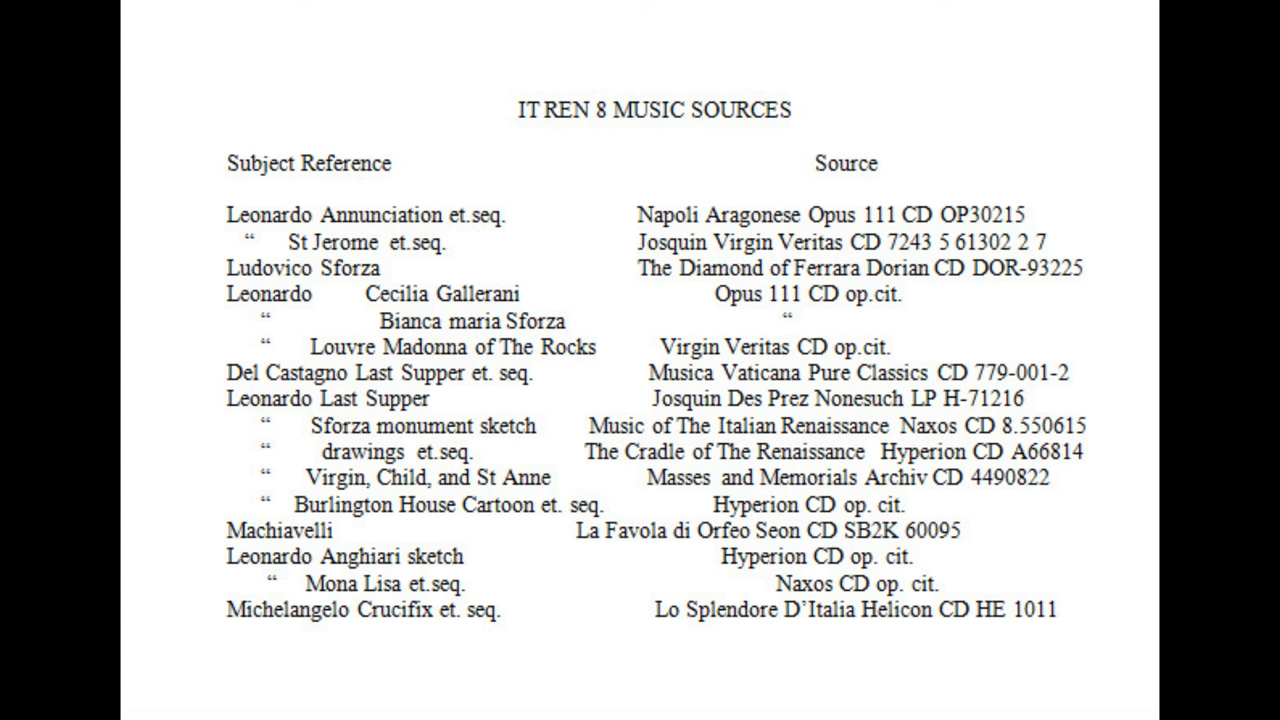 IT REN 8 MUSIC SOURCES
Subject Reference Source
Leonardo Annunciation et.seq. Napoli Aragonese Opus 111 CD OP30215
“ St Jerome et.seq. Josquin Virgin Veritas CD 7243 5 61302 2 7
Ludovico Sforza The Diamond of Ferrara Dorian CD DOR-93225
Leonardo Cecilia Gallerani Opus 111 CD op.cit.
“ Bianca maria Sforza “
“ Louvre Madonna of The Rocks Virgin Veritas CD op.cit.
Del Castagno Last Supper et. seq. Musica Vaticana Pure Classics CD 779-001-2
Leonardo Last Supper Josquin Des Prez Nonesuch LP H-71216
“ Sforza monument sketch Music of The Italian Renaissance Naxos CD 8.550615
“ drawings et.seq. The Cradle of The Renaissance Hyperion CD A66814
“ Virgin, Child, and St Anne Masses and Memorials Archiv CD 4490822
“ Burlington House Cartoon et. seq. Hyperion CD op. cit.
Machiavelli La Favola di Orfeo Seon CD SB2K 60095
Leonardo Anghiari sketch Hyperion CD op. cit.
“ Mona Lisa et.seq. Naxos CD op. cit.
Michelangelo Crucifix et. seq. Lo Splendore D’Italia Helicon CD HE 1011